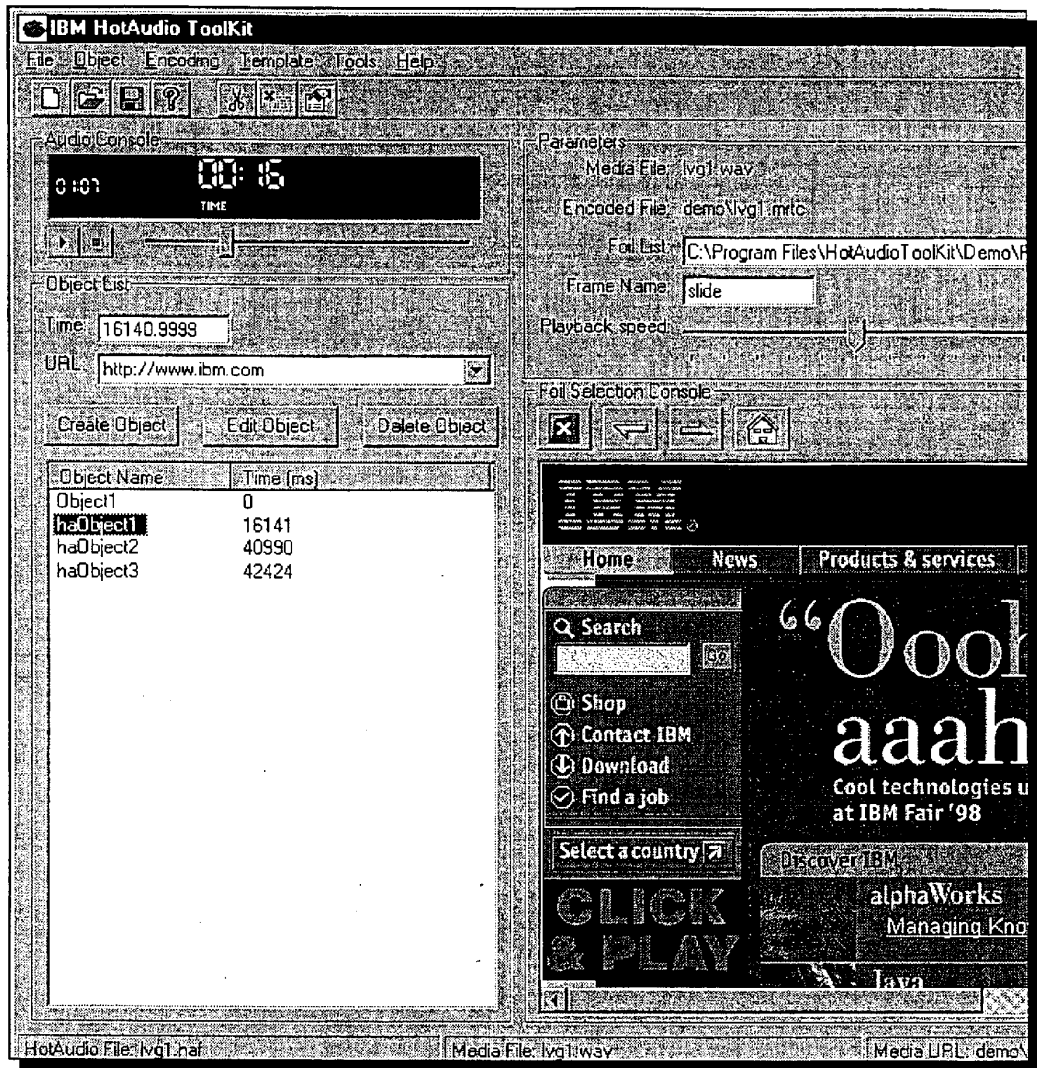 IBM HotAudio ToolKit
File Object Encoding Template Tools Help
Audio Console
01:07 00:16
TIME
Object List
Time: 16140.9999
URL: http://www.ibm.com
Create Object Edit Object Delete Object
Object Name Time (ms)
Object1 0
haObject1 16141
haObject2 40990
haObject3 42424
Parameters
Media File: lvg1.wav
Encoded File: demo\lvg1.mrtc
Foil List: C:\Program Files\HotAudioToolKit\Demo\F
Frame Name: slide
Playback speed:
Foil Selection Console
IBM®
Home News Products & services
Search
GO
Shop
Contact IBM
Download
Find a job
Select a country
CLICK
& PLAY
“Oooh
aaah
Cool technologies u
at IBM Fair '98
Discover IBM
alphaWorks
Managing Kno
Java
HotAudio File: lvg1.haf Media File: lvg1.wav Media URL: demo\